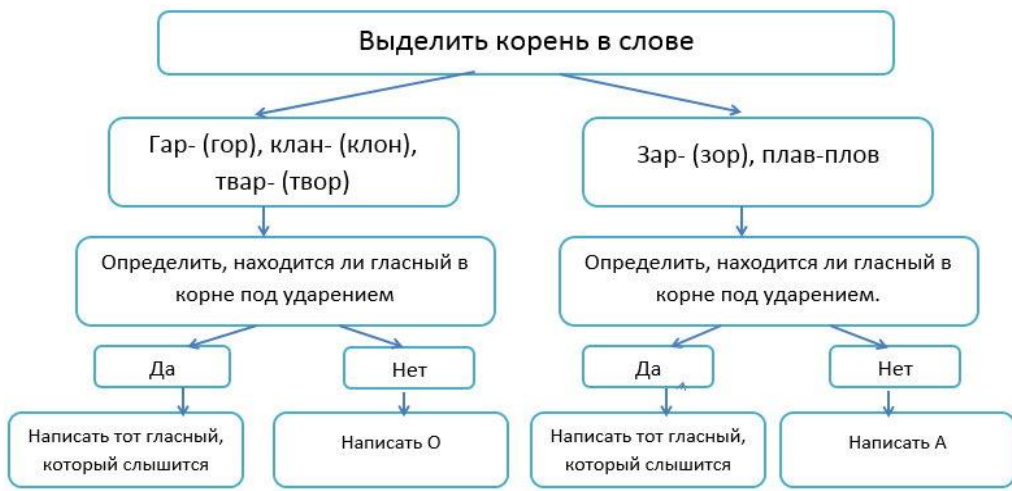 Выделить корень в слове
Гар- (гор), клан- (клон),
твар- (твор)
Зар- (зор), плав-плов
Определить, находится ли гласный в
корне под ударением
Определить, находится ли гласный в
корне под ударением.
Да
Нет
Да
Нет
Написать тот гласный,
который слышится
Написать О
Написать тот гласный,
который слышится
Написать А